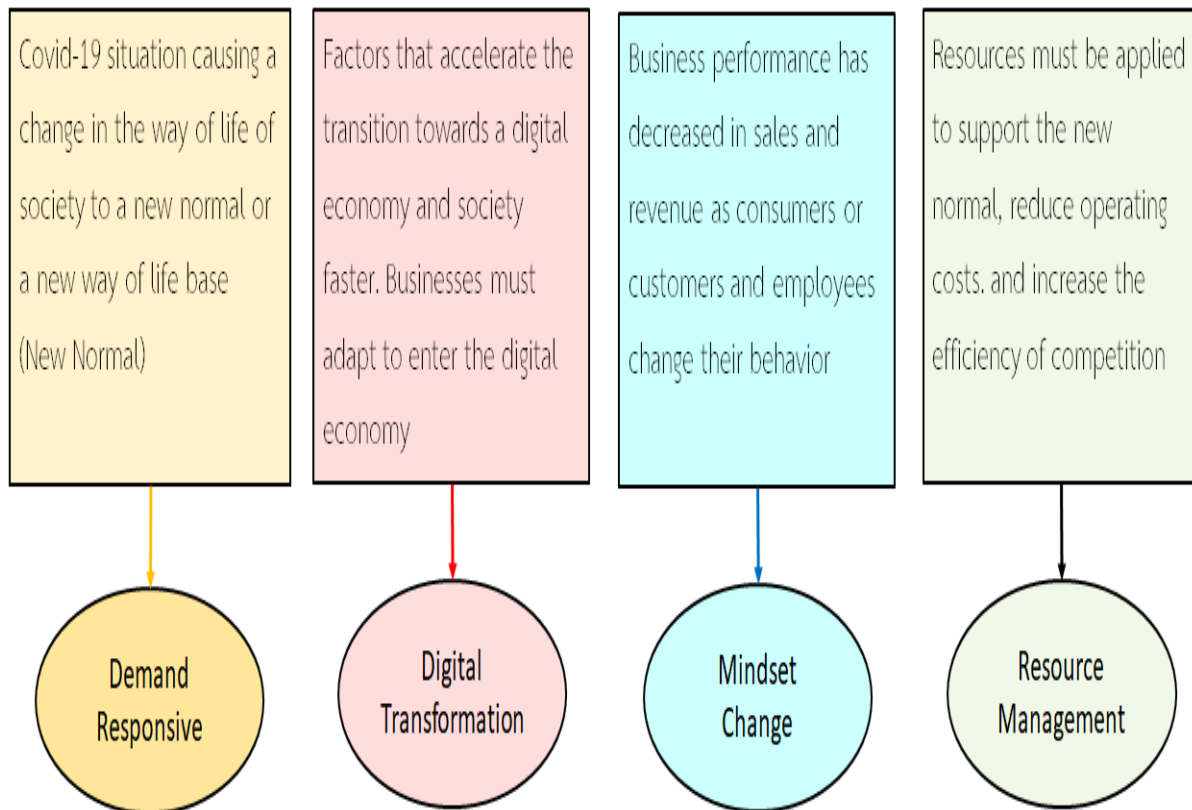 Covid-19 situation causing a
change in the way of life of
society to a new normal or
a new way of life base
(New Normal)
Factors that accelerate the
transition towards a digital
economy and society
faster. Businesses must
adapt to enter the digital
economy
Business performance has
decreased in sales and
revenue as consumers or
customers and employees
change their behavior
Resources must be applied
to support the new
normal, reduce operating
costs. and increase the
efficiency of competition
Demand
Responsive
Digital
Transformation
Mindset
Change
Resource
Management